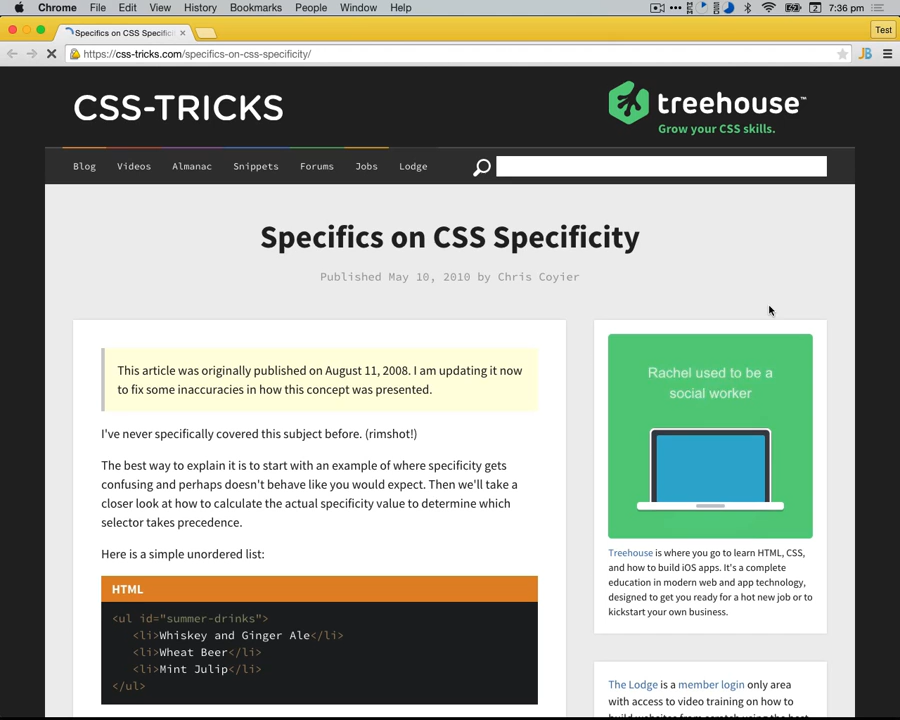 Chrome File Edit View History Bookmarks People Window Help 2 7:36 pm
Specifics on CSS Specific Test
https://css-tricks.com/specifics-on-css-specificity/ JB
CSS-TRICKS
treehouse™
Grow your CSS skills.
Blog Videos Almanac Snippets Forums Jobs Lodge
Specifics on CSS Specificity
Published May 10, 2010 by Chris Coyier
This article was originally published on August 11, 2008. I am updating it now
to fix some inaccuracies in how this concept was presented.
I've never specifically covered this subject before. (rimshot!)
The best way to explain it is to start with an example of where specificity gets
confusing and perhaps doesn't behave like you would expect. Then we'll take a
closer look at how to calculate the actual specificity value to determine which
selector takes precedence.
Here is a simple unordered list:
HTML
<ul id="summer-drinks">
<li>Whiskey and Ginger Ale</li>
<li>Wheat Beer</li>
<li>Mint Julip</li>
</ul>
Rachel used to be a
social worker
Treehouse is where you go to learn HTML, CSS,
and how to build iOS apps. It's a complete
education in modern web and app technology,
designed to get you ready for a hot new job or to
kickstart your own business.
The Lodge is a member login only area
with access to video training on how to
build websites from scratch using the best